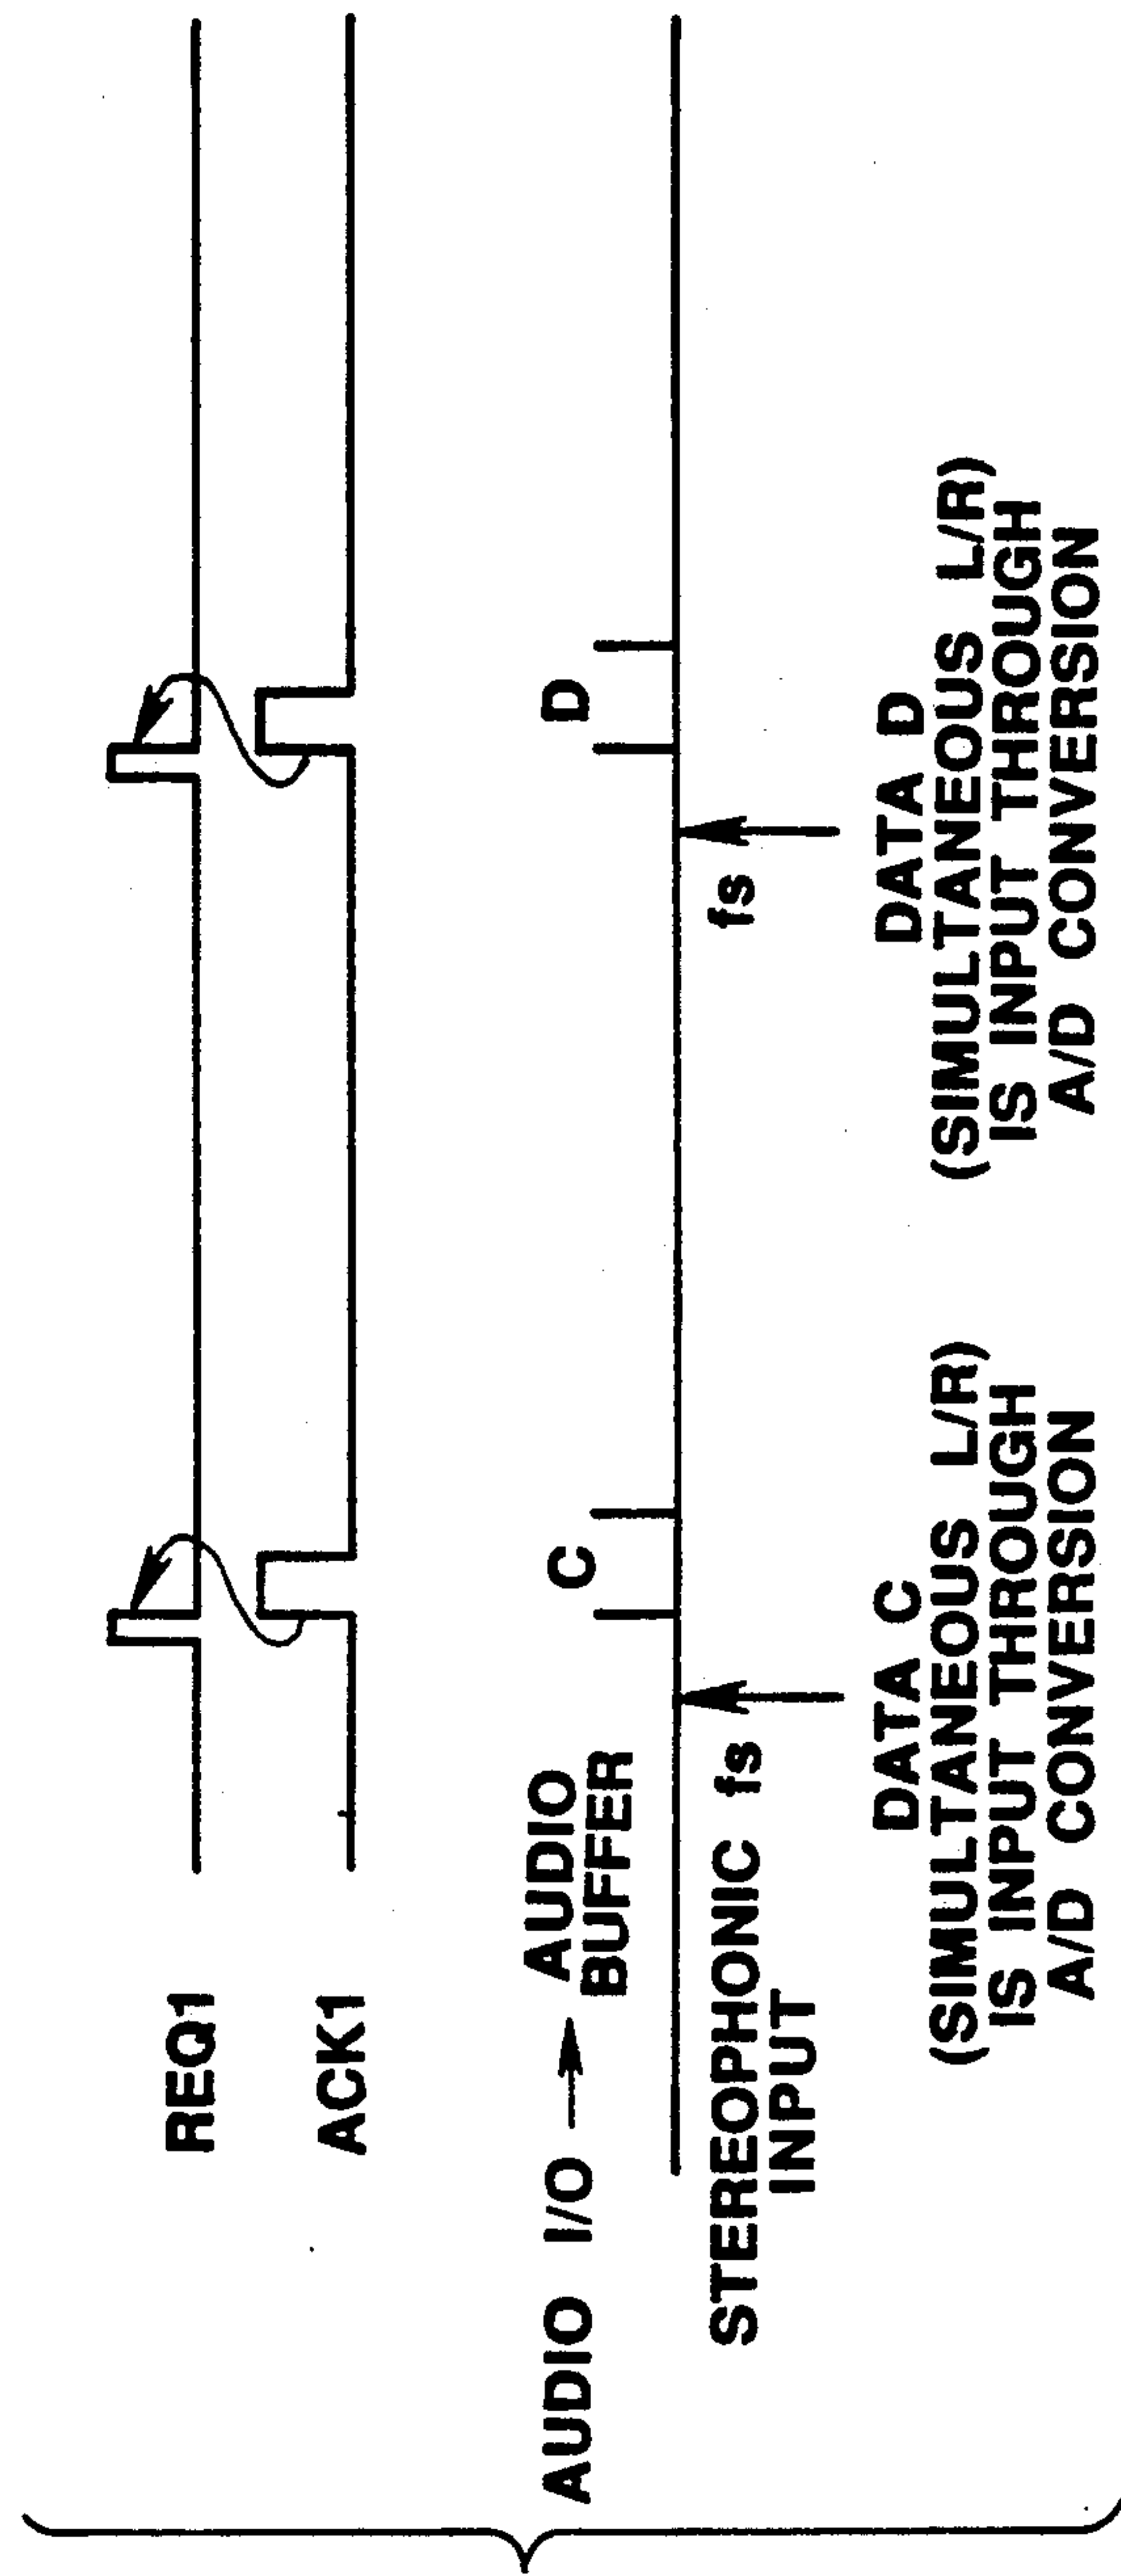 REQ1
ACK1
AUDIO I/O → AUDIO
BUFFER
C
D
STEREOPHONIC
INPUT
fs
fs
DATA C
(SIMULTANEOUS L/R)
IS INPUT THROUGH
A/D CONVERSION
DATA D
(SIMULTANEOUS L/R)
IS INPUT THROUGH
A/D CONVERSION